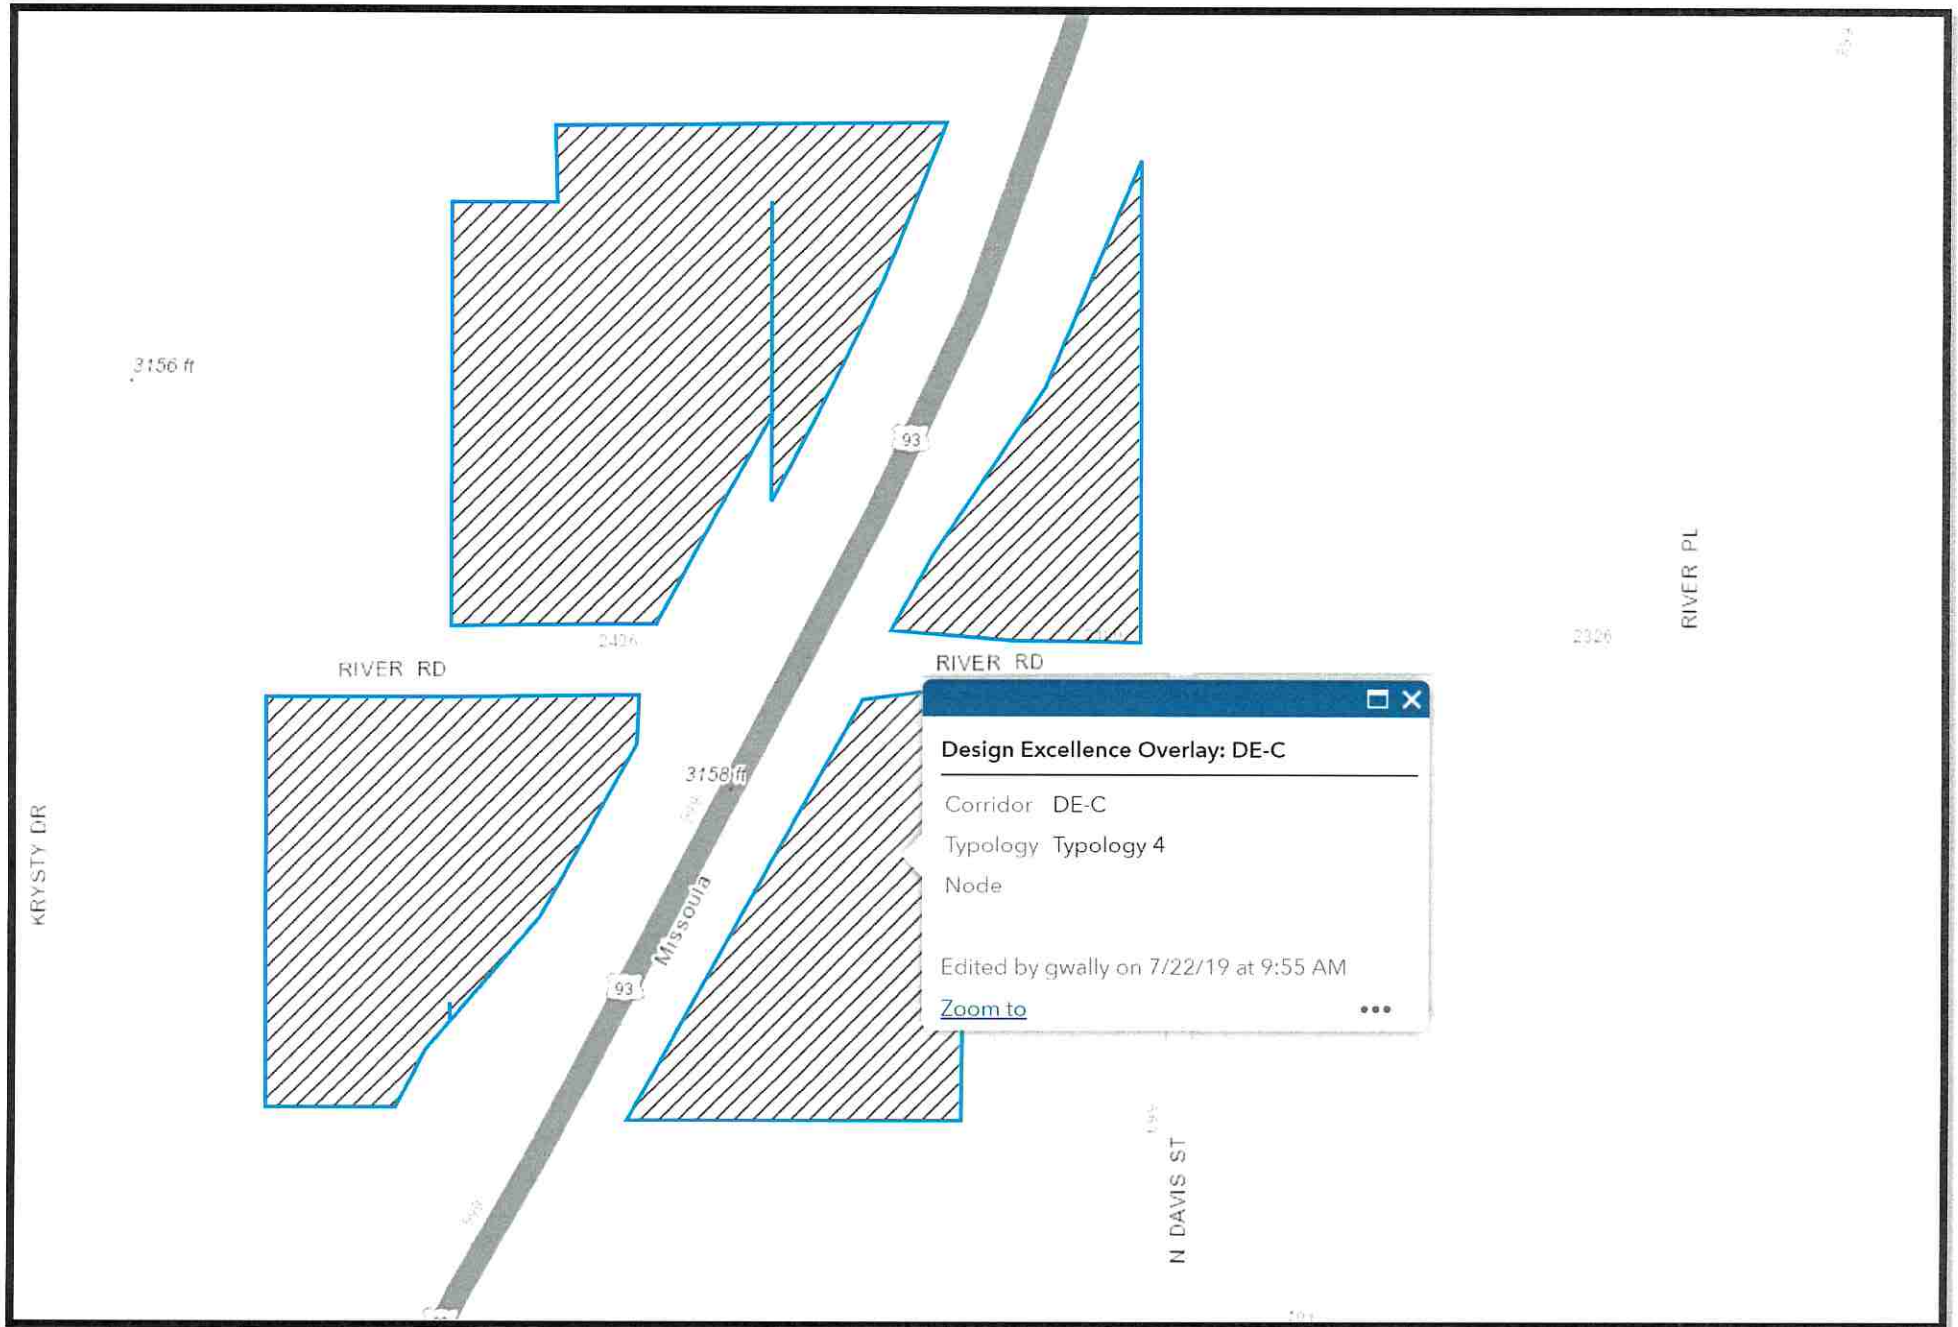 3156 ft
93
RIVER PL
2436
2326
RIVER RD
RIVER RD
Design Excellence Overlay: DE-C
Corridor DE-C
Typology Typology 4
Node
3158 ft
KRYSTY DR
Missoula
93
Edited by gwally on 7/22/19 at 9:55 AM
Zoom to
N DAVIS ST